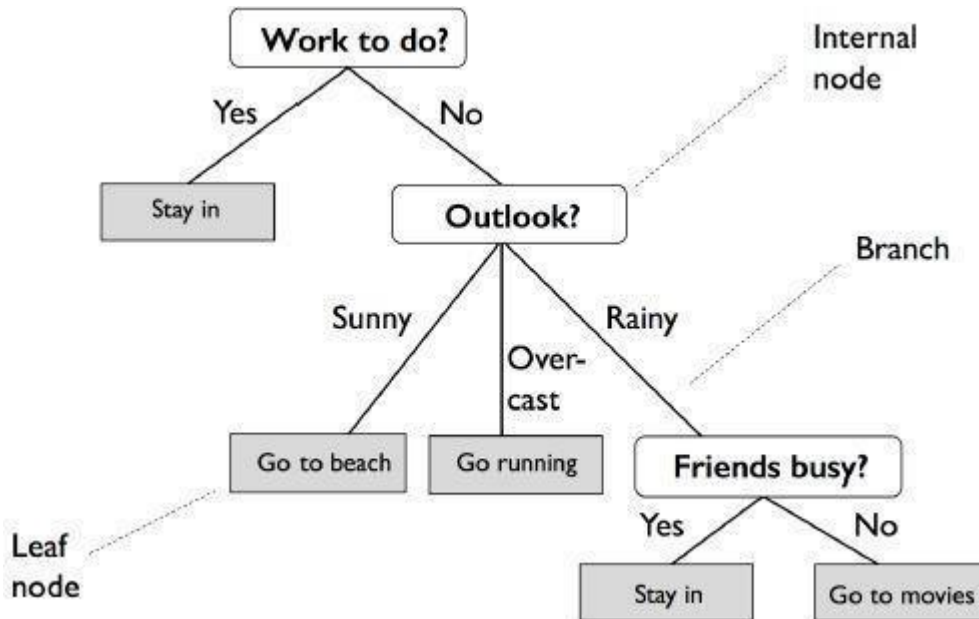 Work to do?
Internal
node
Yes
No
Stay in
Outlook?
Branch
Sunny
Rainy
Over-
cast
Go to beach
Go running
Friends busy?
Yes
No
Leaf
node
Stay in
Go to movies